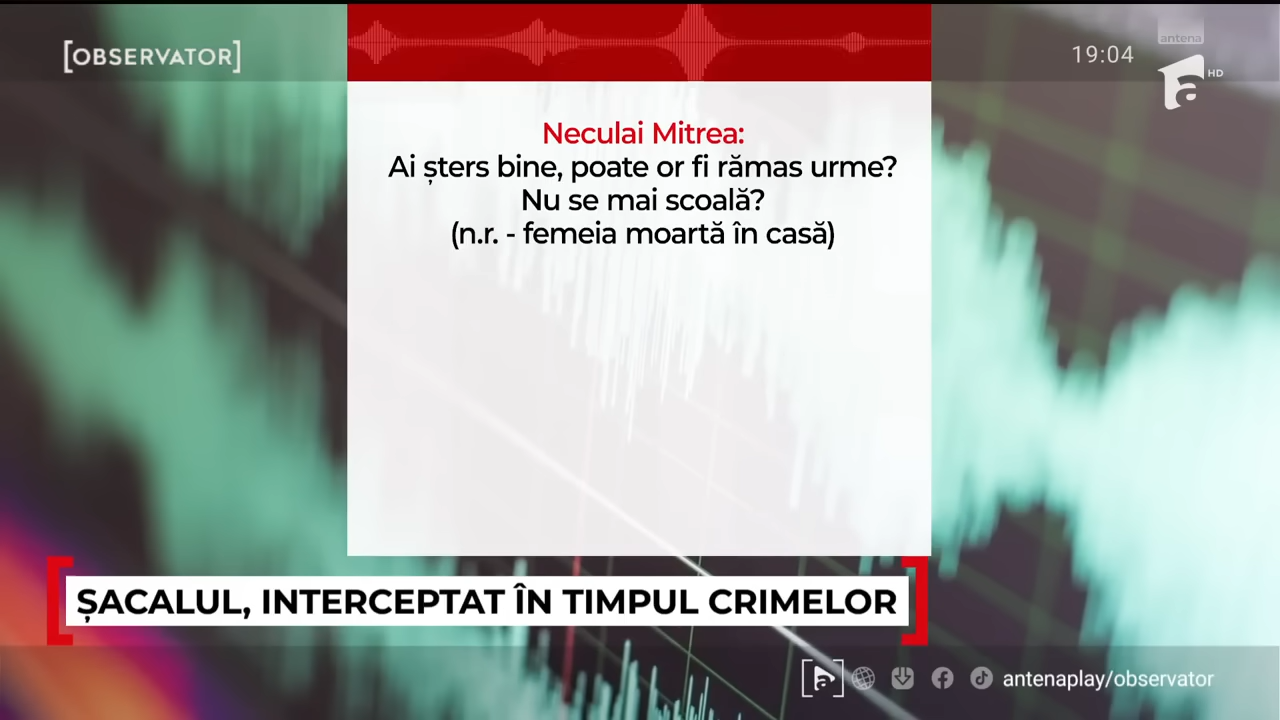 [OBSERVATOR]
19:04
antena
a
HD
Neculai Mitrea:
Ai șters bine, poate or fi rămas urme?
Nu se mai scoală?
(n.r. - femeia moartă în casă)
ȘACALUL, INTERCEPTAT ÎN TIMPUL CRIMELOR
antenaplay/observator